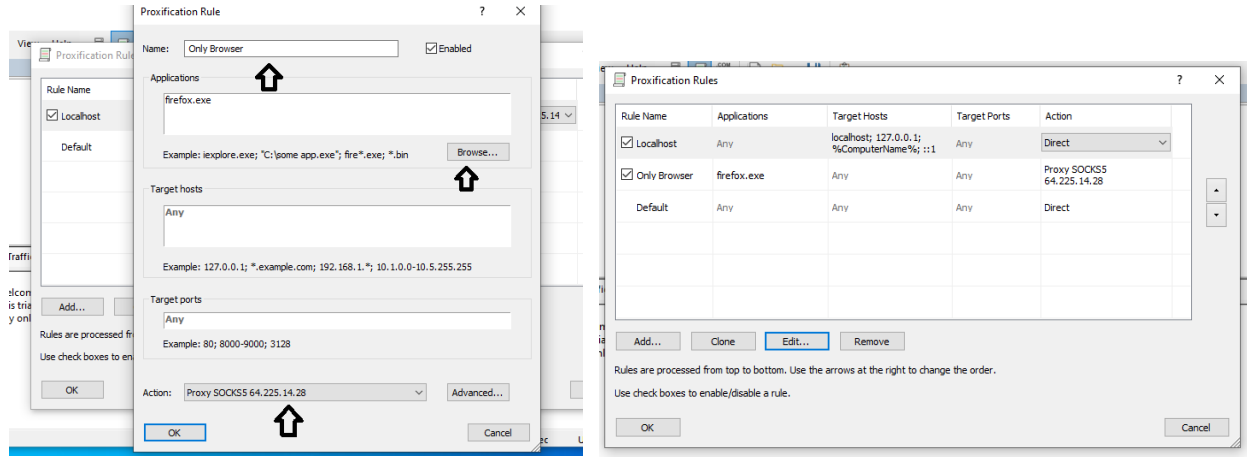 Proxification Rule
Name: Only Browser Enabled
Applications
firefox.exe
Example: iexplore.exe; "C:\some app.exe"; fire*.exe; *.bin Browse...
Target hosts
Any
Example: 127.0.0.1; *.example.com; 192.168.1.*; 10.1.0.0-10.5.255.255
Target ports
Any
Example: 80; 8000-9000; 3128
Action: Proxy SOCKS5 64.225.14.28 Advanced...
OK Cancel
Proxification Rule
Rule Name
Localhost 5.14
Default
Add...
Rules are processed
Use check boxes to
OK
Proxification Rules
Rule Name Applications Target Hosts Target Ports Action
Localhost Any localhost; 127.0.0.1; Any Direct
%ComputerName%; ::1
Only Browser firefox.exe Any Any Proxy SOCKS5
64.225.14.28
Default Any Any Any Direct
Add... Clone Edit... Remove
Rules are processed from top to bottom. Use the arrows at the right to change the order.
Use check boxes to enable/disable a rule.
OK Cancel